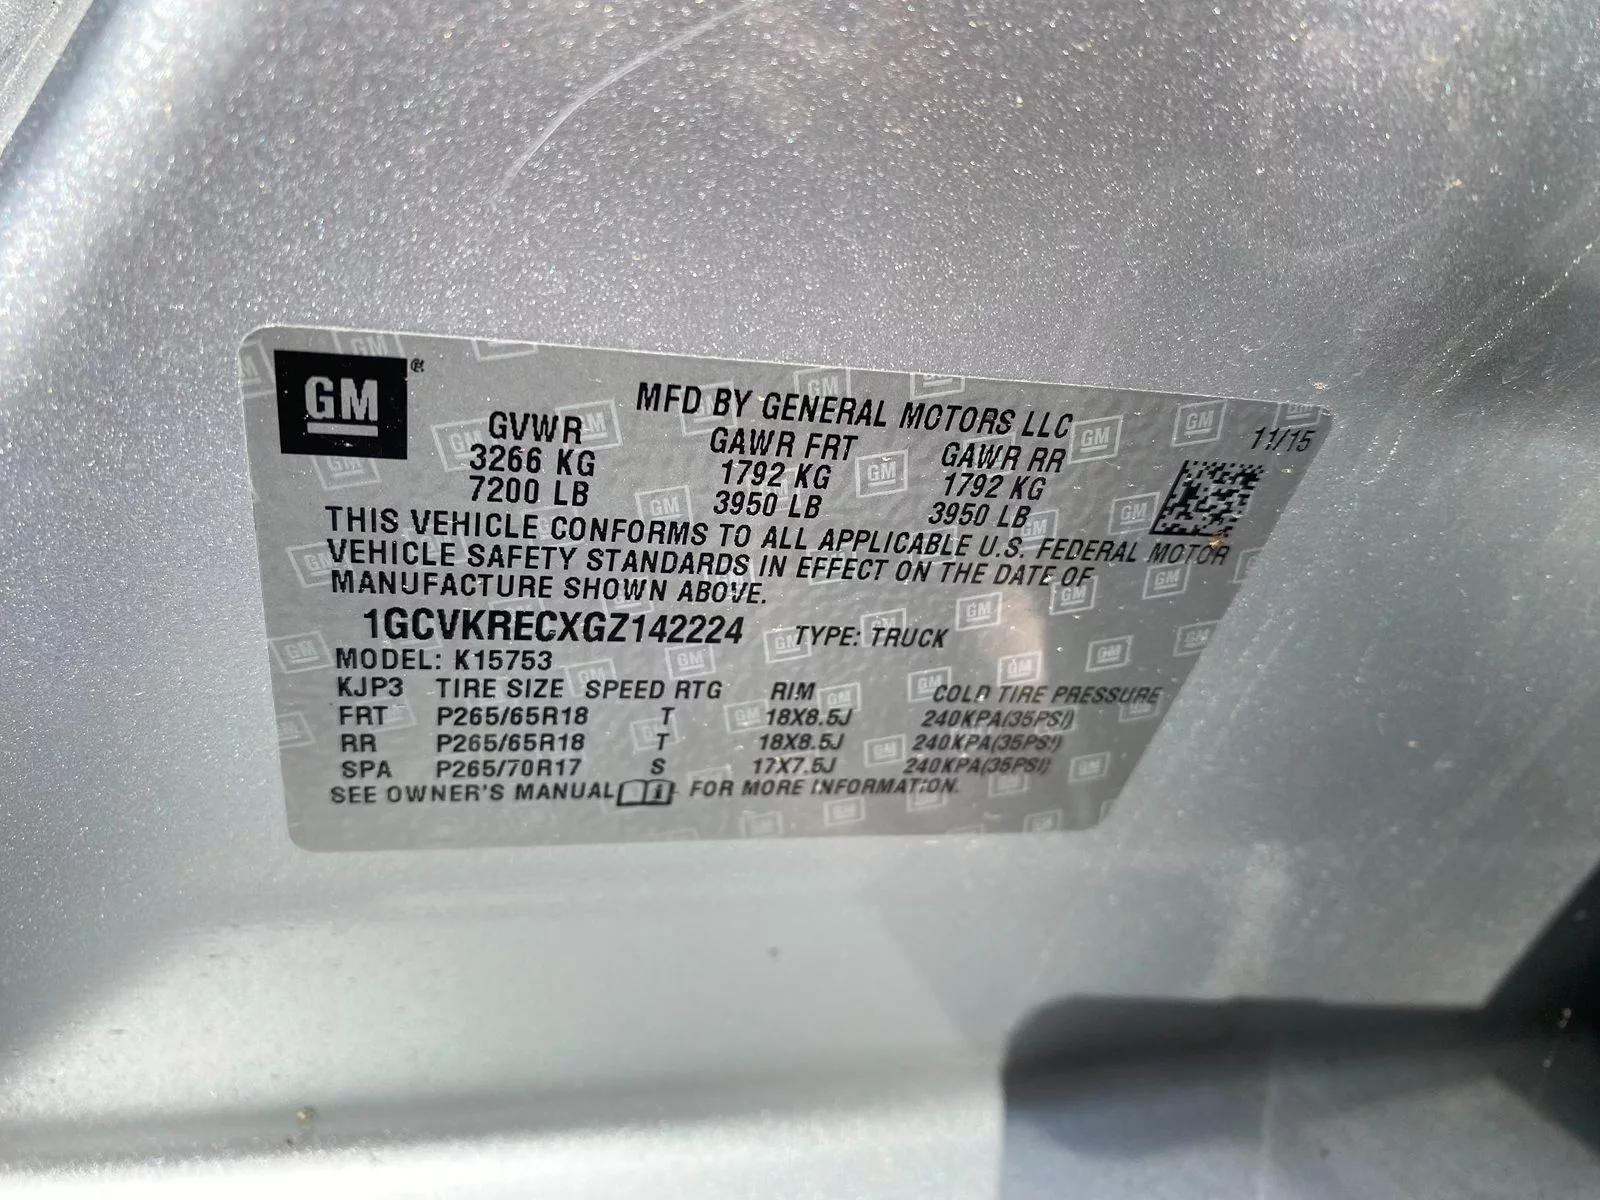 GM
MFD BY GENERAL MOTORS LLC
11/15
GVWR GAWR FRT GAWR RR
3266 KG 1792 KG 1792 KG
7200 LB 3950 LB 3950 LB
THIS VEHICLE CONFORMS TO ALL APPLICABLE U.S. FEDERAL MOTOR
VEHICLE SAFETY STANDARDS IN EFFECT ON THE DATE OF
MANUFACTURE SHOWN ABOVE.
1GCVKRECXGZ142224 TYPE: TRUCK
MODEL: K15753
KJP3 TIRE SIZE SPEED RTG RIM COLD TIRE PRESSURE
FRT P265/65R18 T 18X8.5J 240KPA(35PSI)
RR P265/65R18 T 18X8.5J 240KPA(35PSI)
SPA P265/70R17 S 17X7.5J 240KPA(35PSI)
SEE OWNER'S MANUAL FOR MORE INFORMATION.